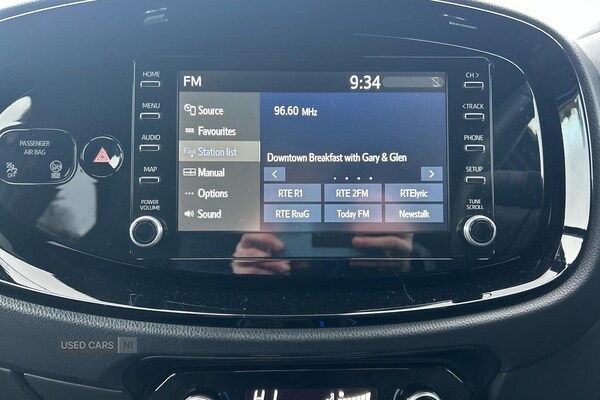 FM 9:34
HOME
MENU
AUDIO
MAP
POWER
VOLUME
Source
Favourites
Station list
Manual
Options
Sound
96.60 MHz
Downtown Breakfast with Gary & Glen
< >
RTE R1 RTE 2FM RTElyric
RTE RnaG Today FM Newstalk
CH >
<TRACK
PHONE
SETUP
TUNE
SCROLL
PASSENGER
AIR BAG
OFF
USED CARS NI